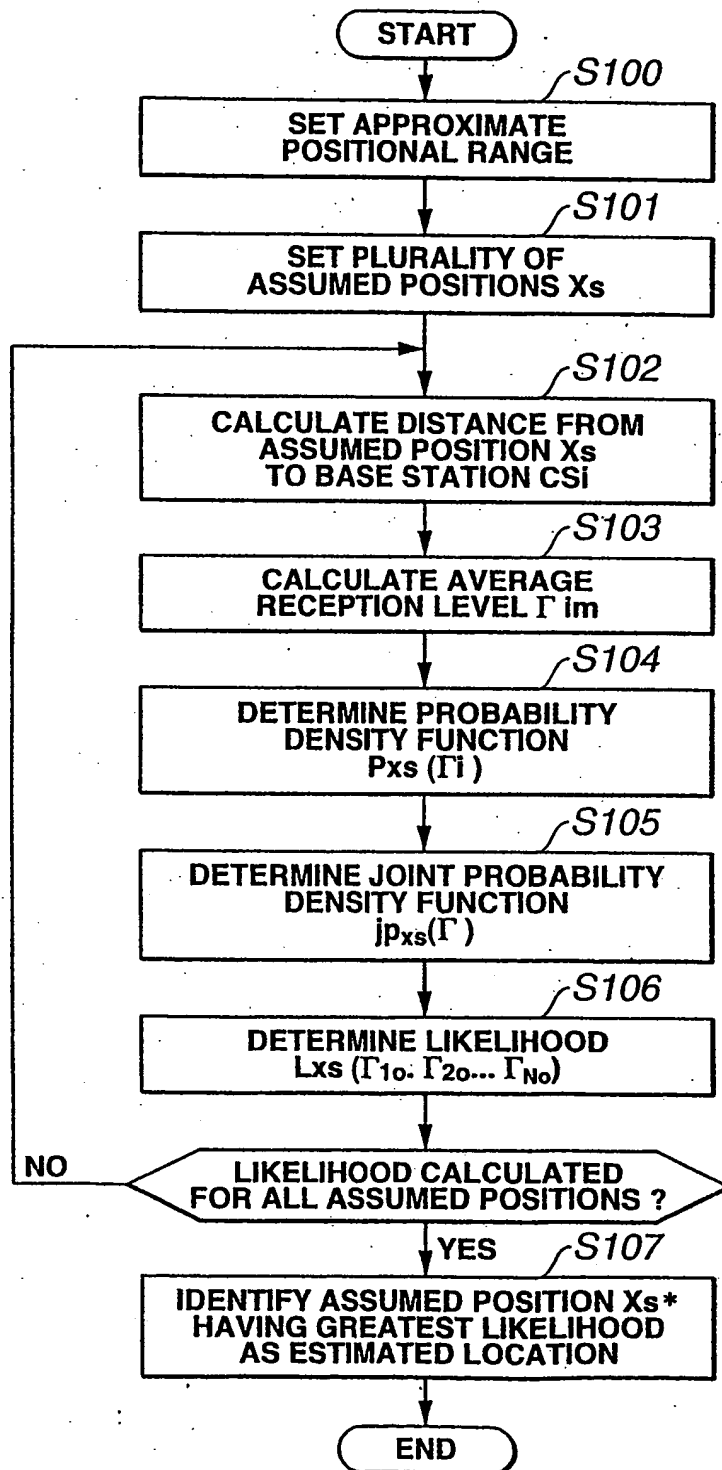 START
S100
SET APPROXIMATE
POSITIONAL RANGE
S101
SET PLURALITY OF
ASSUMED POSITIONS Xs
S102
CALCULATE DISTANCE FROM
ASSUMED POSITION Xs
TO BASE STATION CSi
S103
CALCULATE AVERAGE
RECEPTION LEVEL Γ im
S104
DETERMINE PROBABILITY
DENSITY FUNCTION
Pxs (Γi )
S105
DETERMINE JOINT PROBABILITY
DENSITY FUNCTION
jpxs(Γ )
S106
DETERMINE LIKELIHOOD
Lxs (Γ1o. Γ2o... ΓNo)
NO
LIKELIHOOD CALCULATED
FOR ALL ASSUMED POSITIONS ?
YES
S107
IDENTIFY ASSUMED POSITION Xs*
HAVING GREATEST LIKELIHOOD
AS ESTIMATED LOCATION
END